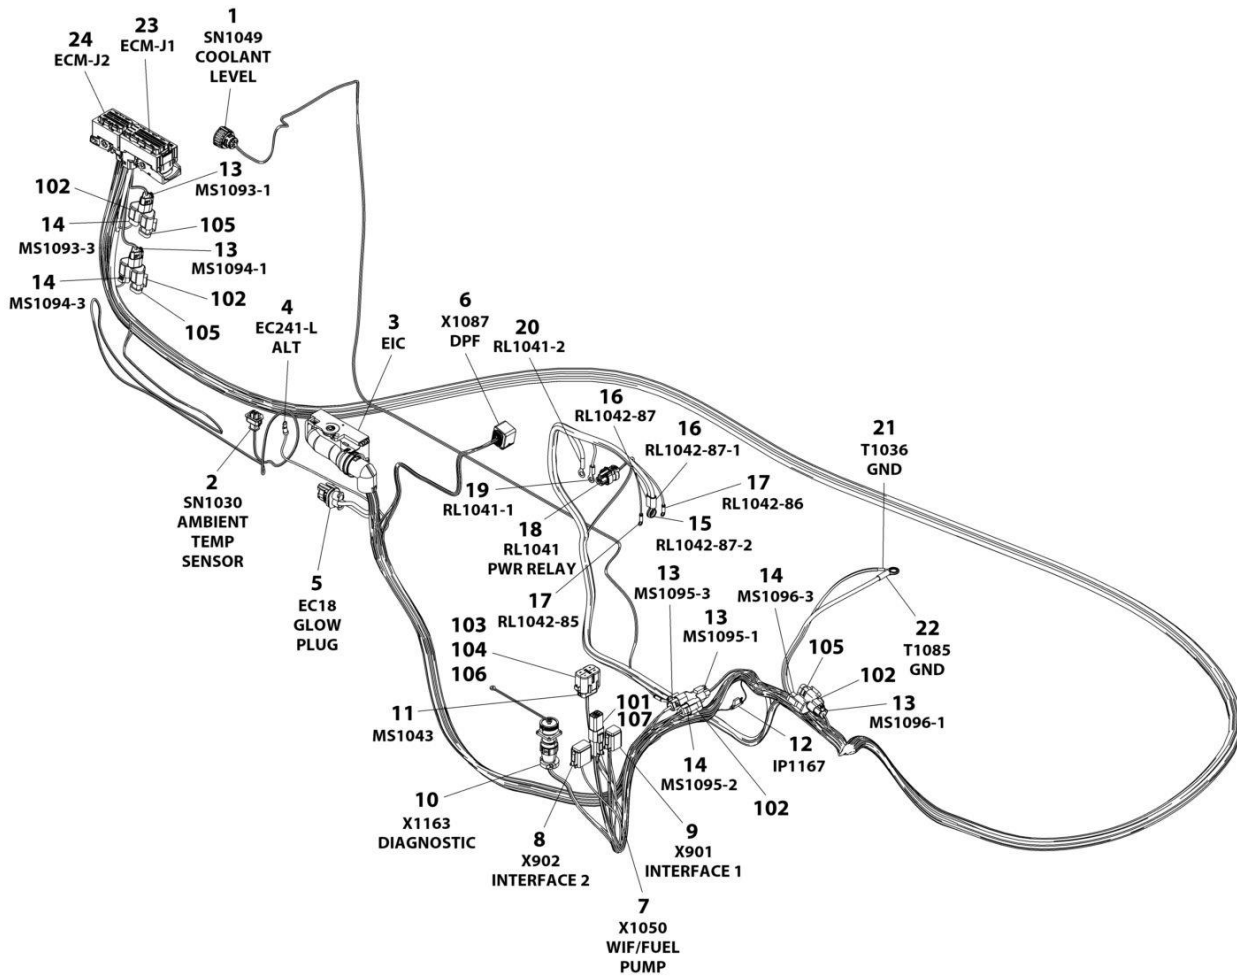 1
SN1049
COOLANT
LEVEL
23
ECM-J1
24
ECM-J2
13
MS1093-1
102
14
MS1093-3
105
13
MS1094-1
14
MS1094-3
102
105
4
EC241-L
ALT
3
EIC
6
X1087
DPF
20
RL1041-2
16
RL1042-87
16
RL1042-87-1
21
T1036
GND
17
RL1042-86
19
RL1041-1
18
RL1041
PWR RELAY
15
RL1042-87-2
2
SN1030
AMBIENT
TEMP
SENSOR
5
EC18
GLOW
PLUG
17
RL1042-85
13
MS1095-3
13
MS1095-1
14
MS1096-3
22
T1085
GND
105
102
13
MS1096-1
103
104
106
11
MS1043
101
107
12
IP1167
14
MS1095-2
102
10
X1163
DIAGNOSTIC
8
X902
INTERFACE 2
9
X901
INTERFACE 1
7
X1050
WIF/FUEL
PUMP